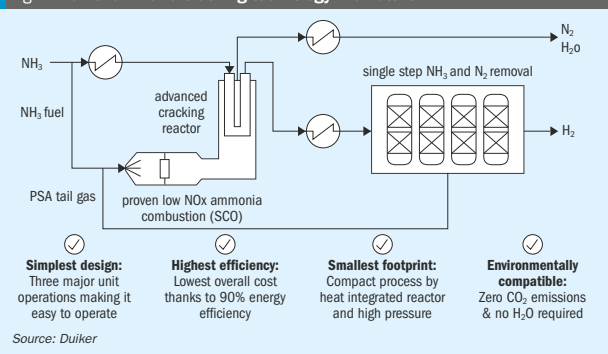 N₂
H₂O
NH₃
single step NH₃ and N₂ removal
advanced
cracking
reactor
NH₃ fuel
H₂
PSA tail gas
proven low NOx ammonia
combustion (SCO)
Simplest design:
Three major unit
operations making it
easy to operate
Highest efficiency:
Lowest overall cost
thanks to 90% energy
efficiency
Smallest footprint:
Compact process by
heat integrated reactor
and high pressure
Environmentally
compatible:
Zero CO₂ emissions
& no H₂O required
Source: Duiker